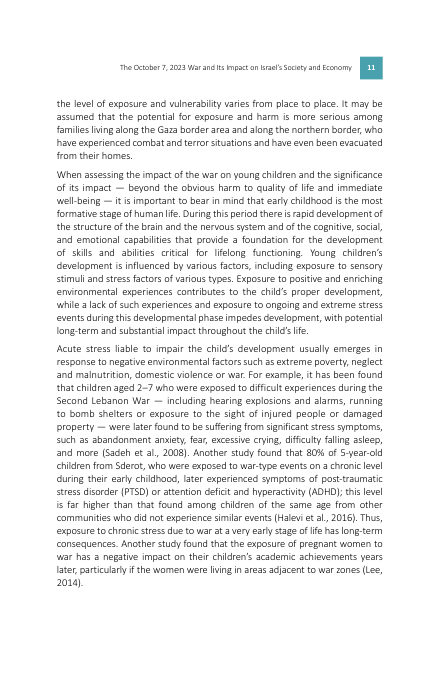 The October 7, 2023 War and Its Impact on Israel's Society and Economy 11
the level of exposure and vulnerability varies from place to place. It may be
assumed that the potential for exposure and harm is more serious among
families living along the Gaza border area and along the northern border, who
have experienced combat and terror situations and have even been evacuated
from their homes.
When assessing the impact of the war on young children and the significance
of its impact — beyond the obvious harm to quality of life and immediate
well-being — it is important to bear in mind that early childhood is the most
formative stage of human life. During this period there is rapid development of
the structure of the brain and the nervous system and of the cognitive, social,
and emotional capabilities that provide a foundation for the development
of skills and abilities critical for lifelong functioning. Young children's
development is influenced by various factors, including exposure to sensory
stimuli and stress factors of various types. Exposure to positive and enriching
environmental experiences contributes to the child's proper development,
while a lack of such experiences and exposure to ongoing and extreme stress
events during this developmental phase impedes development, with potential
long-term and substantial impact throughout the child's life.
Acute stress liable to impair the child's development usually emerges in
response to negative environmental factors such as extreme poverty, neglect
and malnutrition, domestic violence or war. For example, it has been found
that children aged 2–7 who were exposed to difficult experiences during the
Second Lebanon War — including hearing explosions and alarms, running
to bomb shelters or exposure to the sight of injured people or damaged
property — were later found to be suffering from significant stress symptoms,
such as abandonment anxiety, fear, excessive crying, difficulty falling asleep,
and more (Sadeh et al., 2008). Another study found that 80% of 5-year-old
children from Sderot, who were exposed to war-type events on a chronic level
during their early childhood, later experienced symptoms of post-traumatic
stress disorder (PTSD) or attention deficit and hyperactivity (ADHD); this level
is far higher than that found among children of the same age from other
communities who did not experience similar events (Halevi et al., 2016). Thus,
exposure to chronic stress due to war at a very early stage of life has long-term
consequences. Another study found that the exposure of pregnant women to
war has a negative impact on their children's academic achievements years
later, particularly if the women were living in areas adjacent to war zones (Lee,
2014).